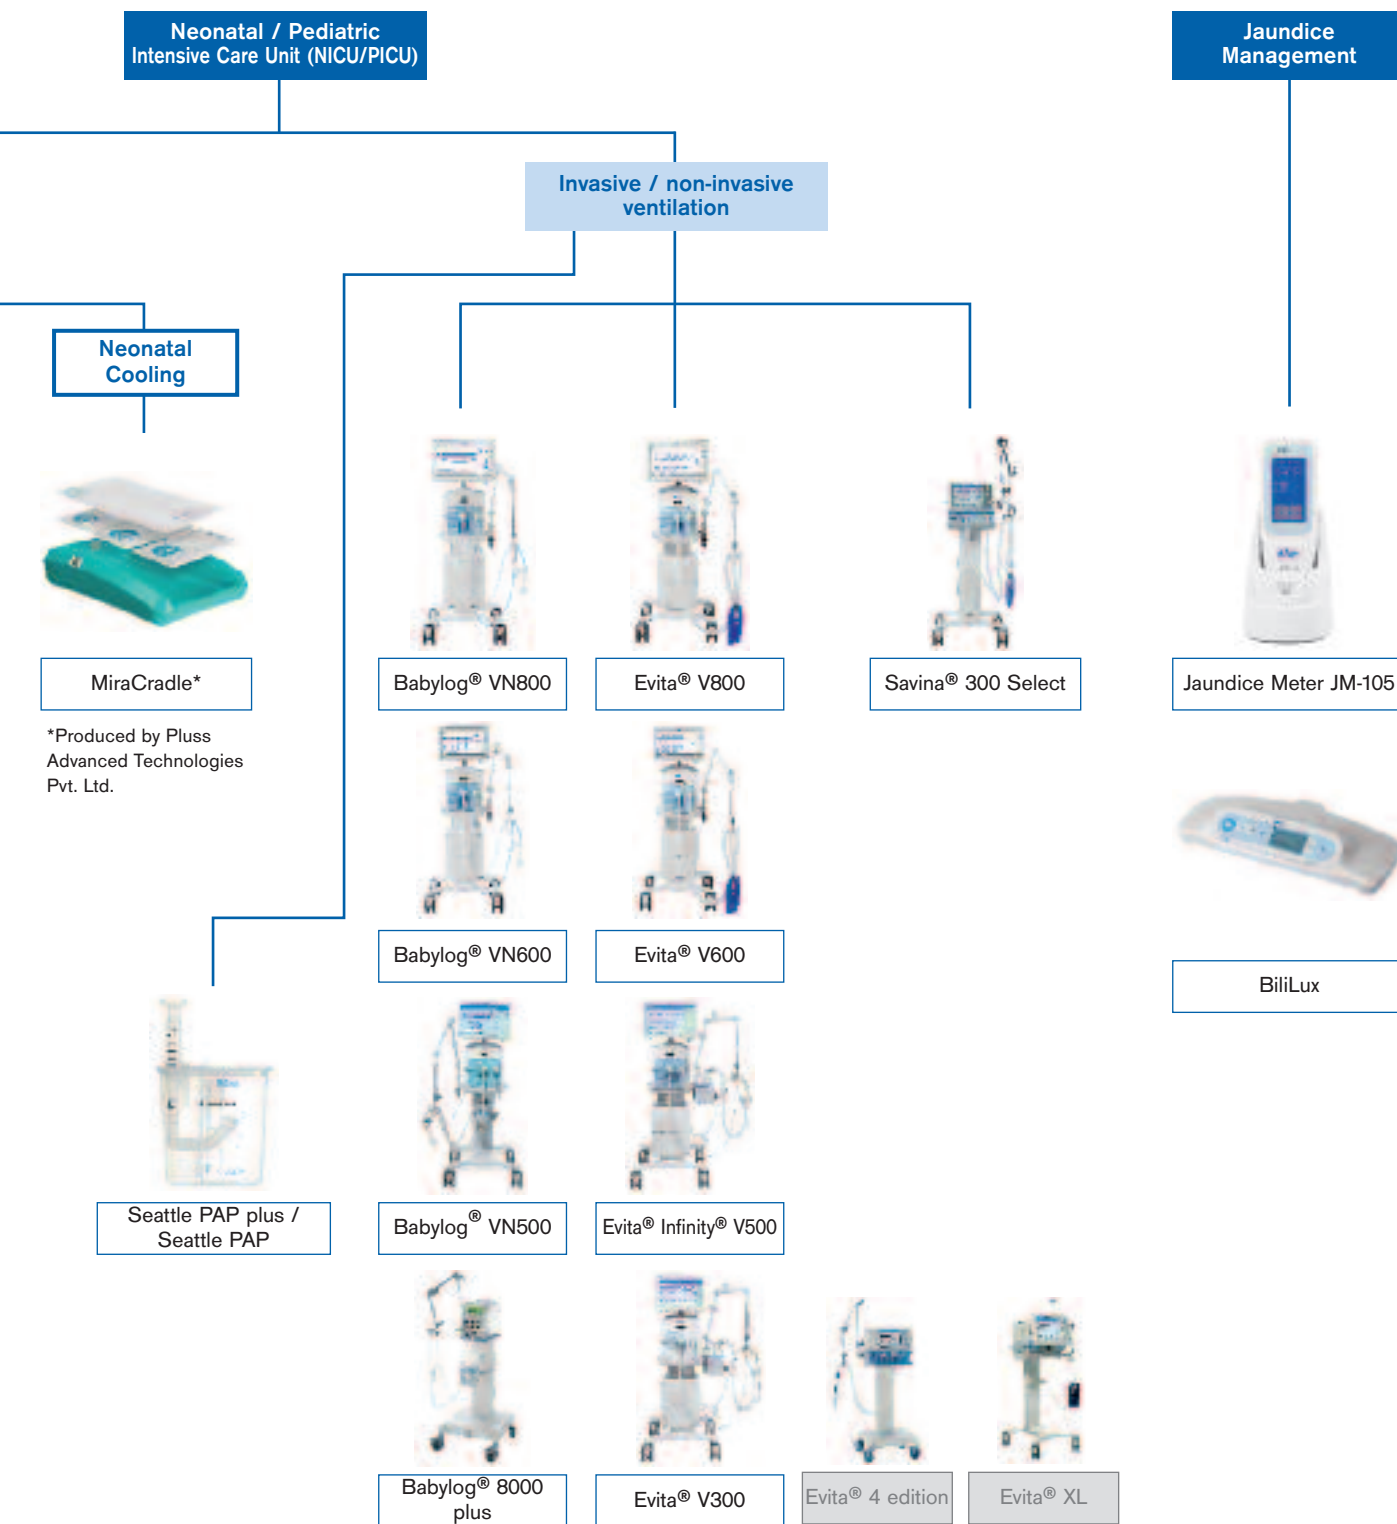 Neonatal / Pediatric
Intensive Care Unit (NICU/PICU)
Jaundice
Management
Invasive / non-invasive
ventilation
Neonatal
Cooling
MiraCradle*
Babylog® VN800
Evita® V800
Savina® 300 Select
Jaundice Meter JM-105
*Produced by Pluss
Advanced Technologies
Pvt. Ltd.
Babylog® VN600
Evita® V600
BiliLux
Seattle PAP plus /
Seattle PAP
Babylog® VN500
Evita® Infinity® V500
Babylog® 8000
plus
Evita® V300
Evita® 4 edition
Evita® XL